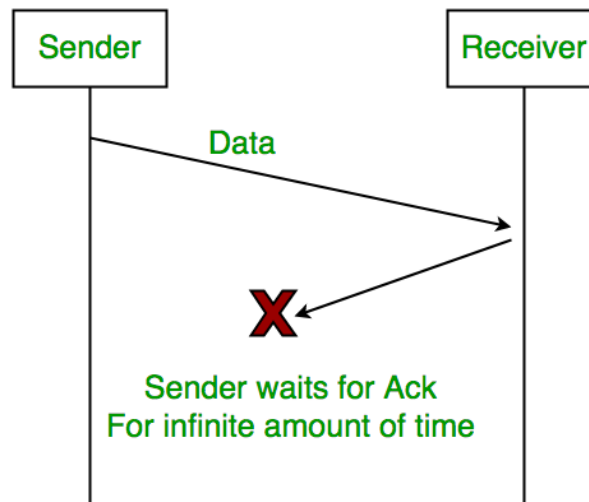 Sender
Receiver
Data
X
Sender waits for Ack
For infinite amount of time